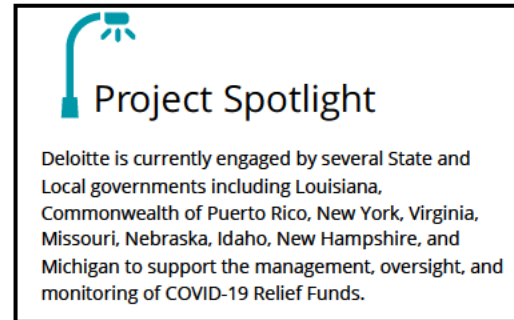 Project Spotlight
Deloitte is currently engaged by several State and
Local governments including Louisiana,
Commonwealth of Puerto Rico, New York, Virginia,
Missouri, Nebraska, Idaho, New Hampshire, and
Michigan to support the management, oversight, and
monitoring of COVID-19 Relief Funds.